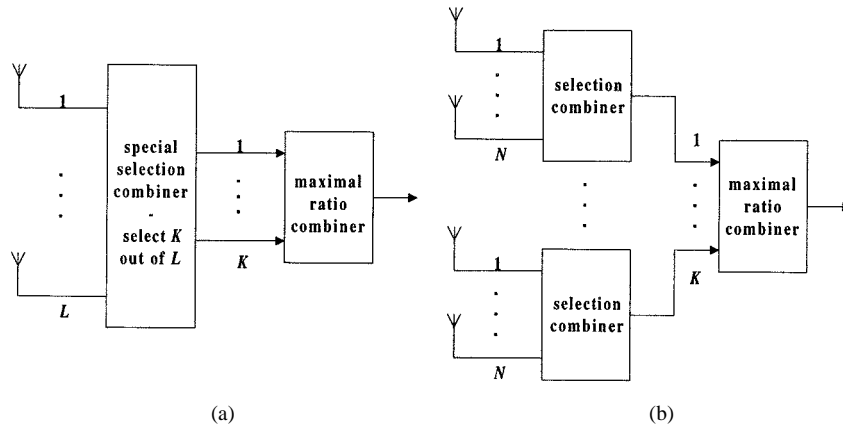 1
special
selection
combiner
-
select K
out of L
L
1
K
maximal
ratio
combiner
(a)
1
selection
combiner
N
1
selection
combiner
N
1
K
maximal
ratio
combiner
(b)